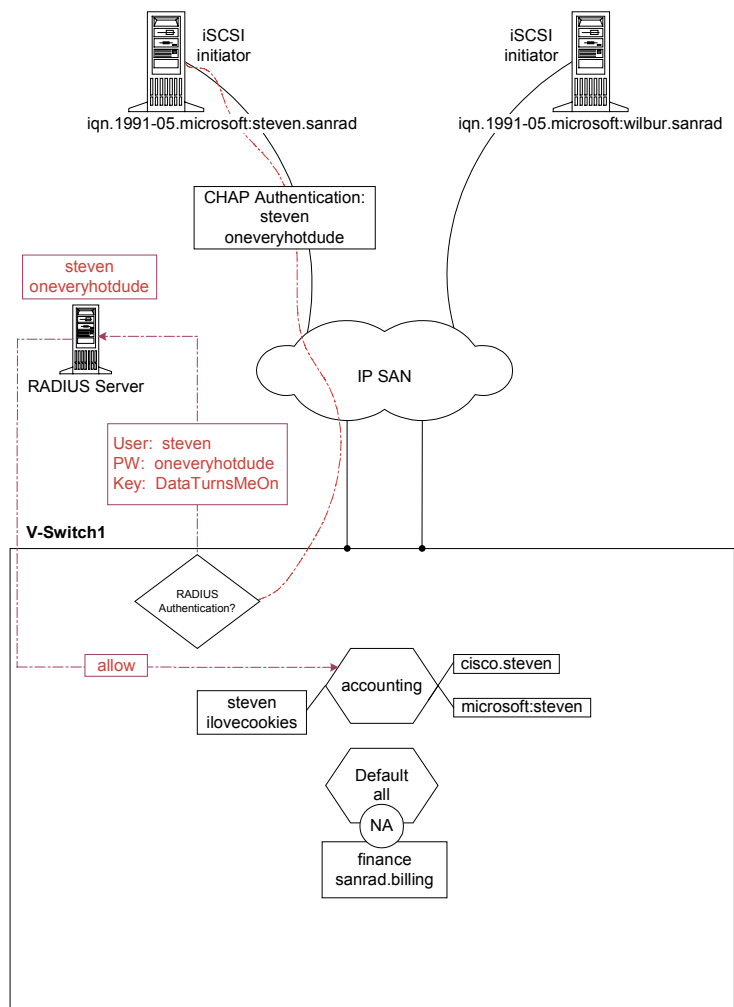 iSCSI
initiator
iSCSI
initiator
iqn.1991-05.microsoft:steven.sanrad
iqn.1991-05.microsoft:wilbur.sanrad
CHAP Authentication:
steven
oneveryhotdude
steven
oneveryhotdude
RADIUS Server
IP SAN
User: steven
PW: oneveryhotdude
Key: DataTurnsMeOn
V-Switch1
RADIUS
Authentication?
allow
accounting
cisco.steven
microsoft:steven
steven
ilovecookies
Default
all
NA
finance
sanrad.billing